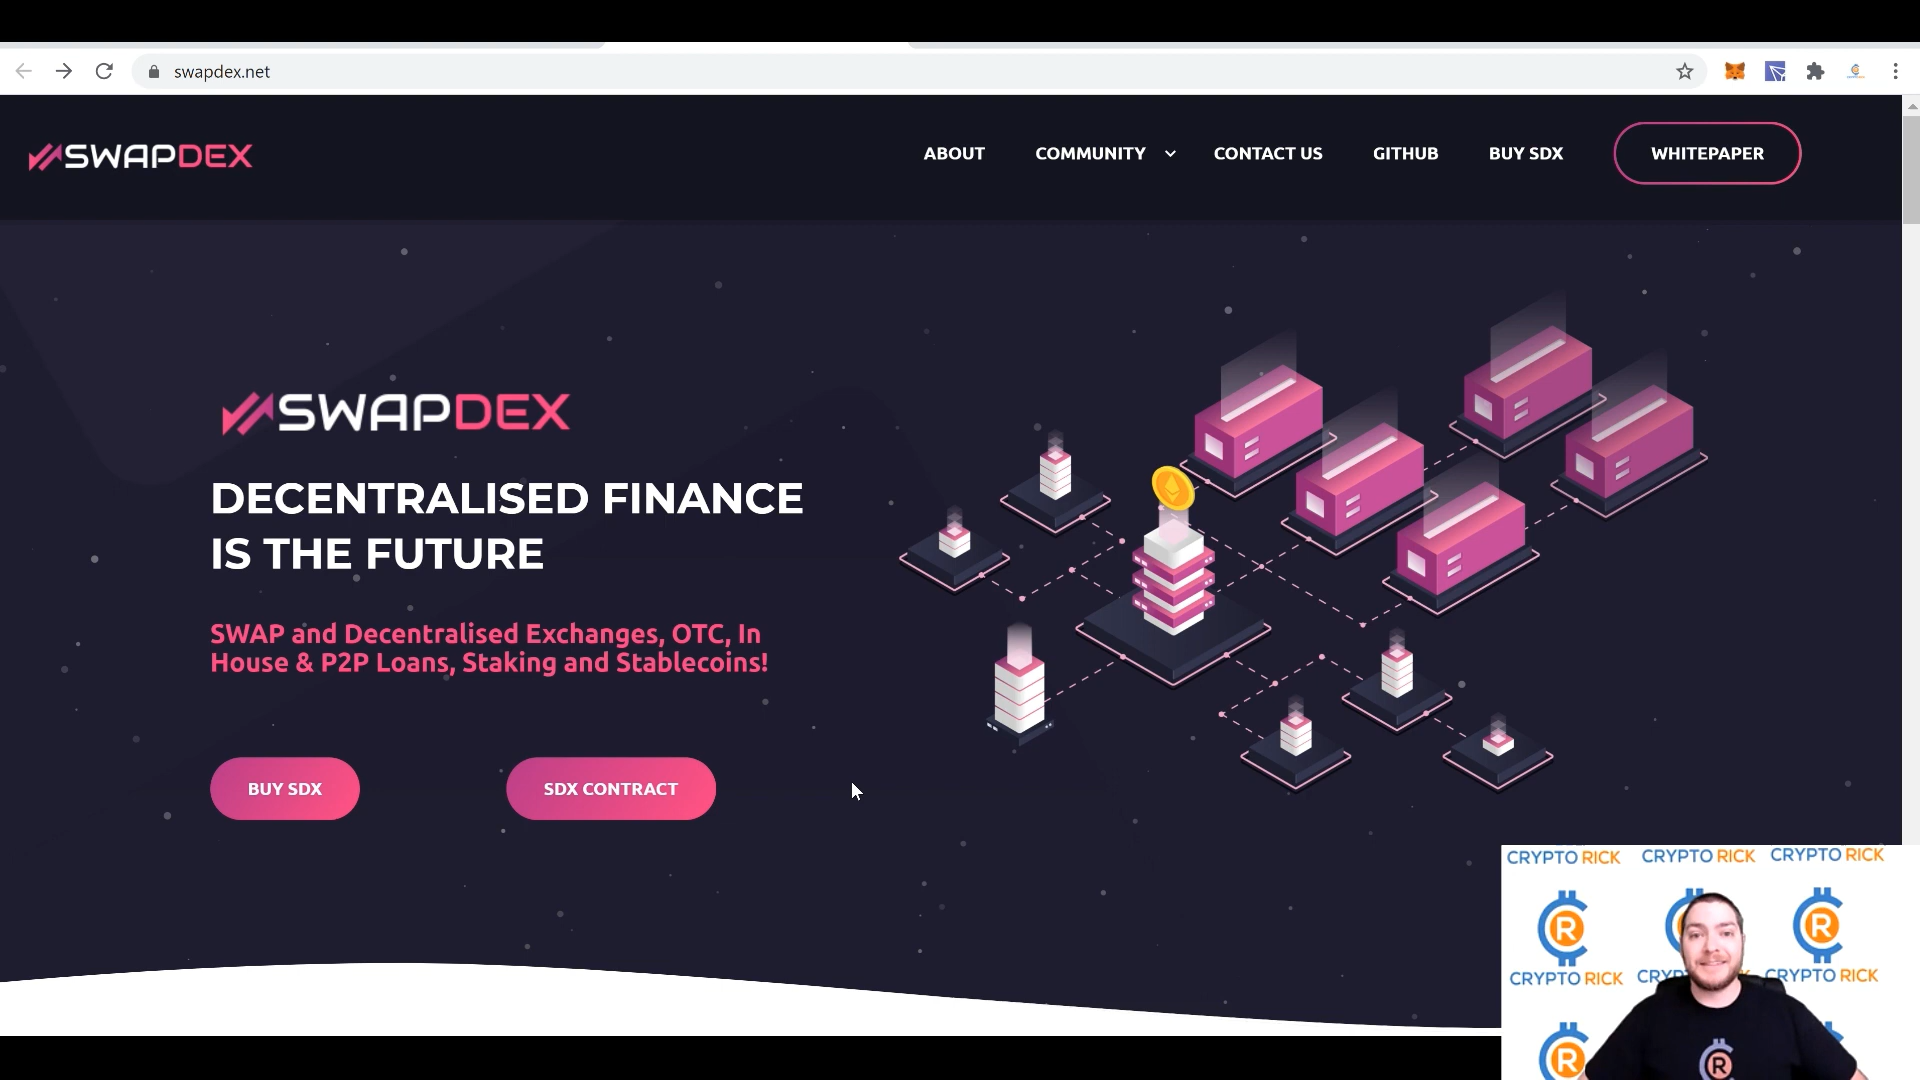 swapdex.net
SWAPDEX
ABOUT
COMMUNITY
CONTACT US
GITHUB
BUY SDX
WHITEPAPER
SWAPDEX
DECENTRALISED FINANCE
IS THE FUTURE
SWAP and Decentralised Exchanges, OTC, In
House & P2P Loans, Staking and Stablecoins!
BUY SDX
SDX CONTRACT
CRYPTO RICK
CRYPTO RICK
CRYPTO RICK
R
R
CRYPTO RICK
CRYPTO RICK
R
R